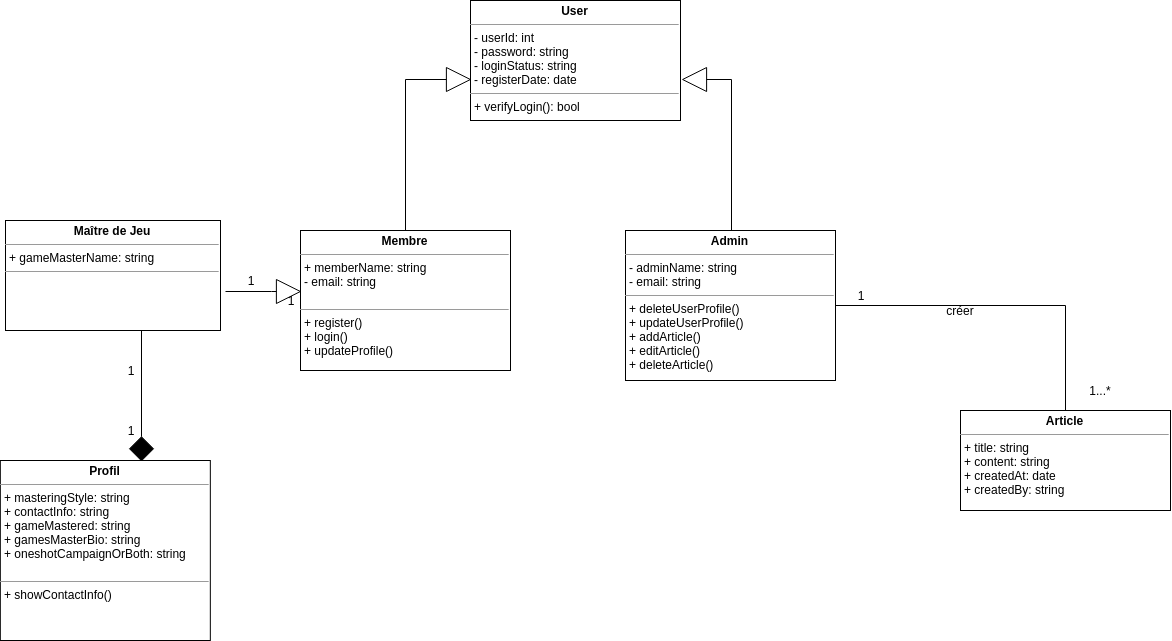 User
- userId: int
- password: string
- loginStatus: string
- registerDate: date
+ verifyLogin(): bool
Maître de Jeu
+ gameMasterName: string
1
1
Membre
+ memberName: string
- email: string
+ register()
+ login()
+ updateProfile()
Admin
- adminName: string
- email: string
+ deleteUserProfile()
+ updateUserProfile()
+ addArticle()
+ editArticle()
+ deleteArticle()
1
créer
1...*
Article
+ title: string
+ content: string
+ createdAt: date
+ createdBy: string
1
1
Profil
+ masteringStyle: string
+ contactInfo: string
+ gameMastered: string
+ gamesMasterBio: string
+ oneshotCampaignOrBoth: string
+ showContactInfo()